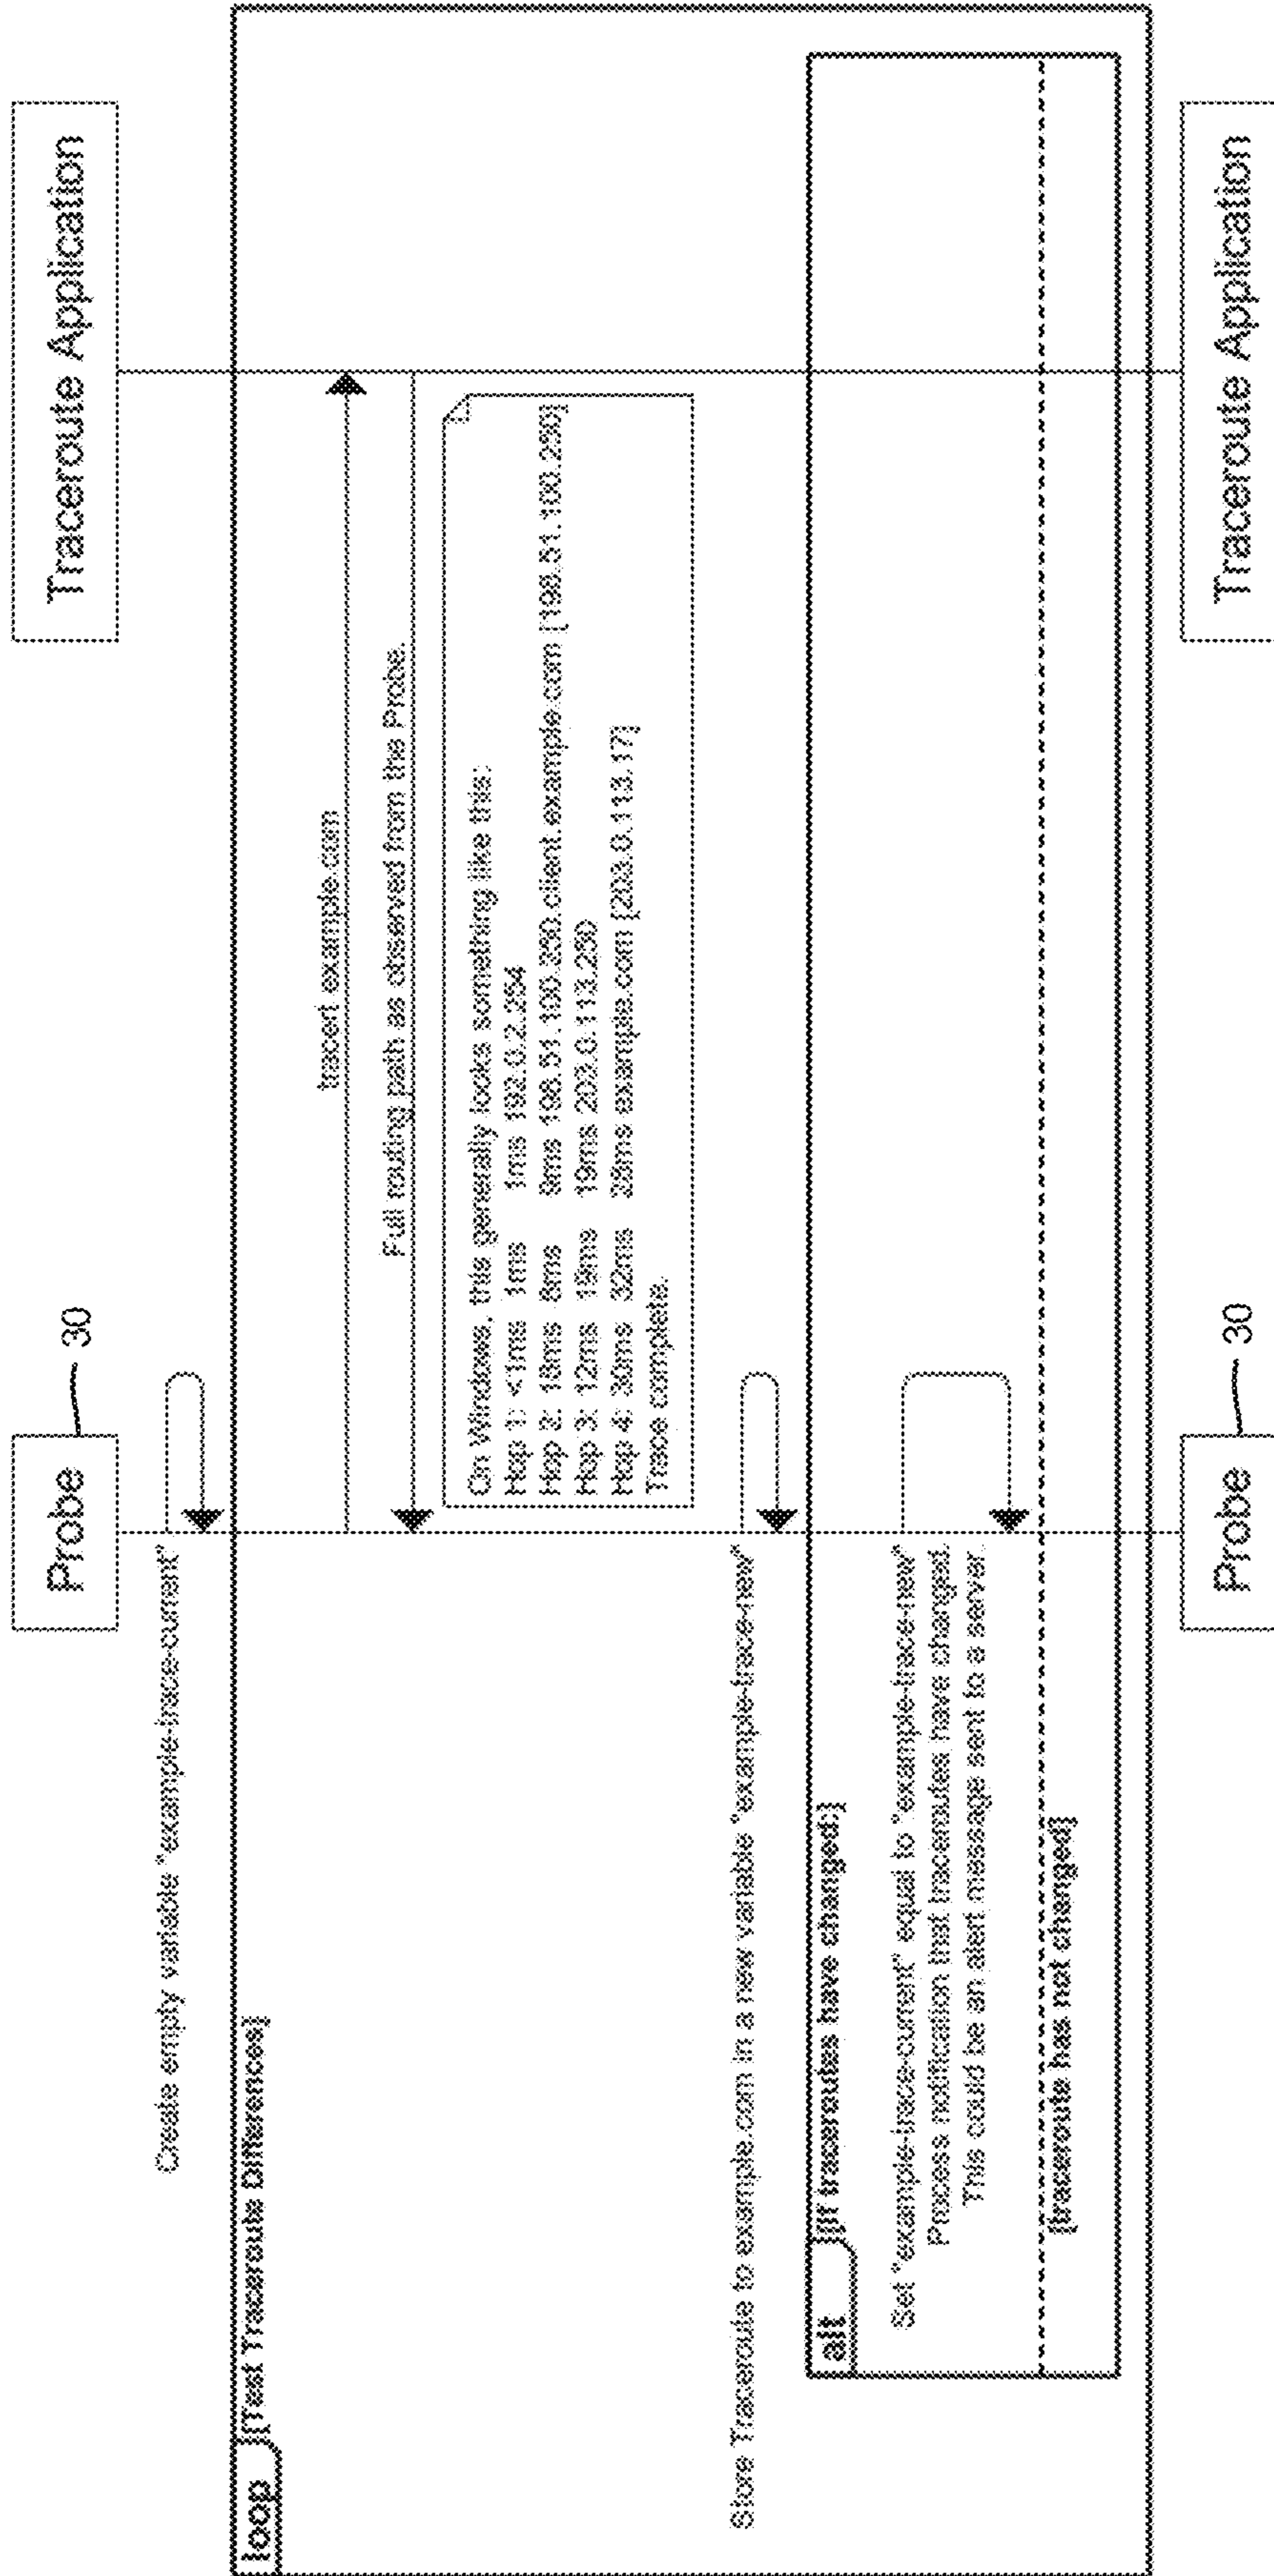 Probe
30
Traceroute Application
Create empty variable "example-trace-current"
loop
[Test Traceroute Differences]
tracert example.com
Full routing path as observed from the Probe.
On Windows, this generally looks something like this:
Hop 1: <1ms 1ms 1ms 192.0.2.254
Hop 2: 18ms 8ms 9ms 198.51.100.250.client.example.com [198.51.100.250]
Hop 3: 12ms 19ms 19ms 203.0.113.250
Hop 4: 30ms 32ms 28ms example.com [203.0.113.17]
Trace complete.
Store Traceroute to example.com in a new variable "example-trace-new"
alt
[If traceroutes have changed:]
Set "example-trace-current" equal to "example-trace-new"
Process notification that traceroutes have changed.
This could be an alert message sent to a server.
[traceroute has not changed]
Probe
30
Traceroute Application